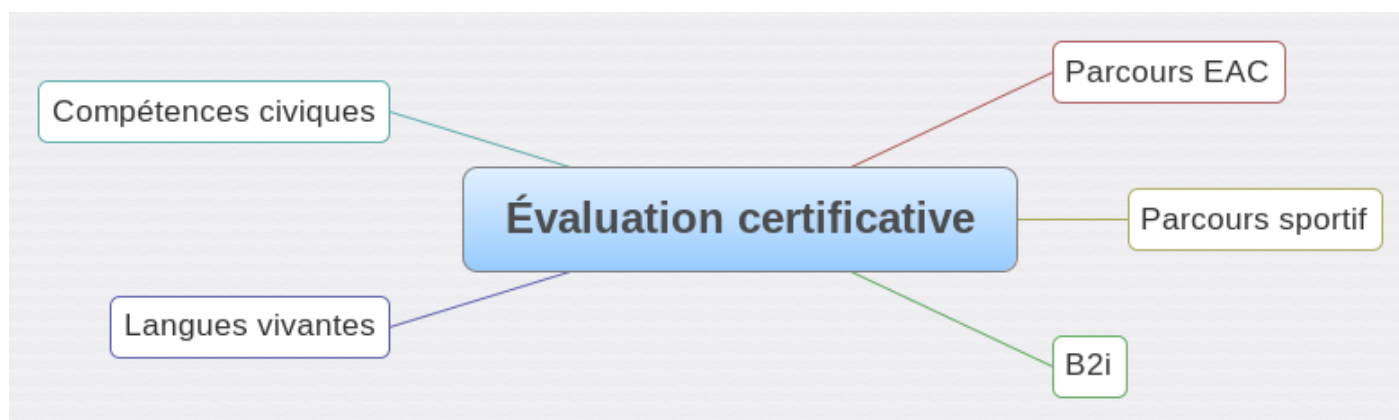 Parcours EAC
Compétences civiques
Évaluation certificative
Parcours sportif
Langues vivantes
B2i